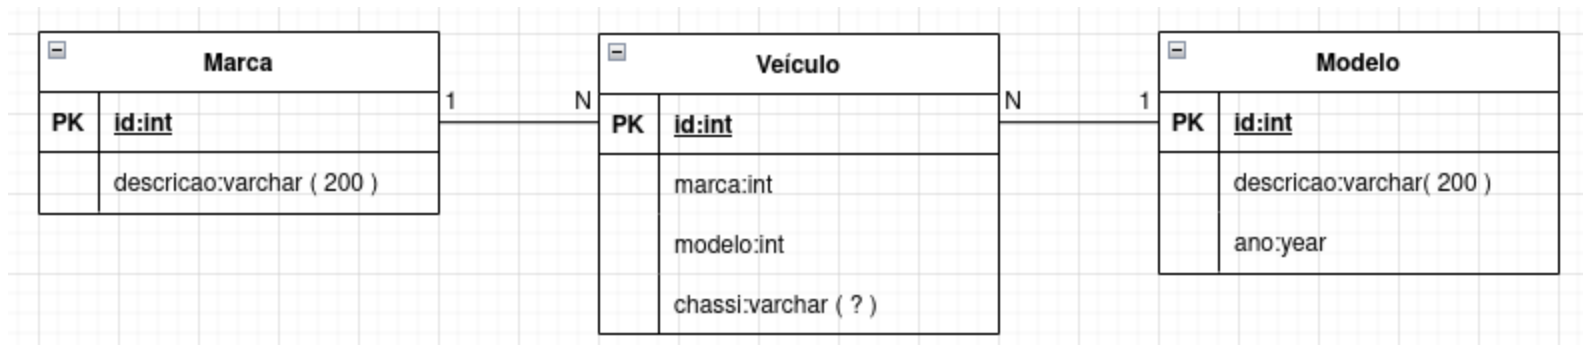 Marca
PK id:int
descricao:varchar ( 200 )
1 N
Veículo
PK id:int
marca:int
modelo:int
chassi:varchar ( ? )
N 1
Modelo
PK id:int
descricao:varchar( 200 )
ano:year